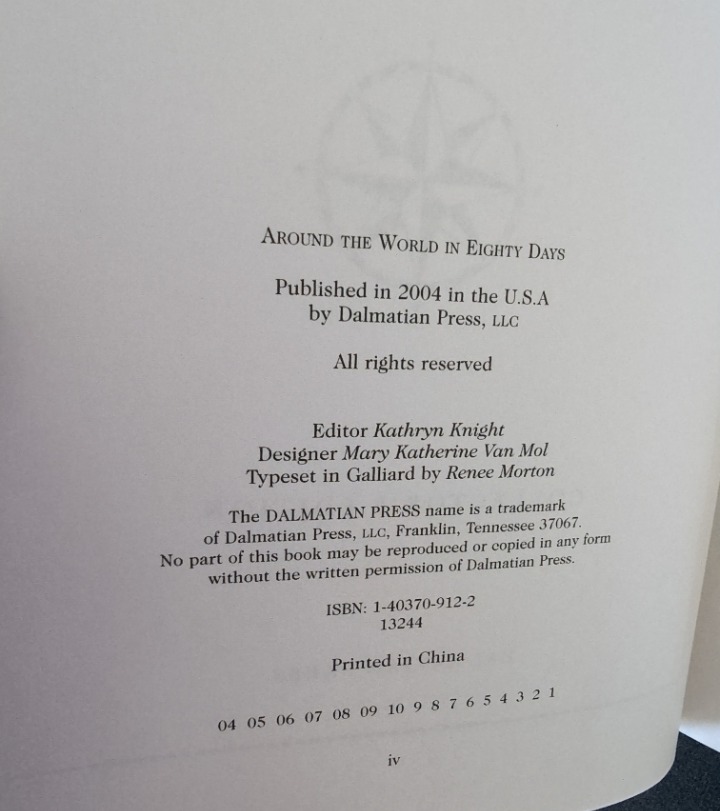 AROUND THE WORLD IN EIGHTY DAYS
Published in 2004 in the U.S.A
by Dalmatian Press, LLC
All rights reserved
Editor Kathryn Knight
Designer Mary Katherine Van Mol
Typeset in Galliard by Renee Morton
The DALMATIAN PRESS name is a trademark
of Dalmatian Press, LLC, Franklin, Tennessee 37067.
No part of this book may be reproduced or copied in any form
without the written permission of Dalmatian Press.
ISBN: 1-40370-912-2
13244
Printed in China
04 05 06 07 08 09 10 9 8 7 6 5 4 3 2 1
iv